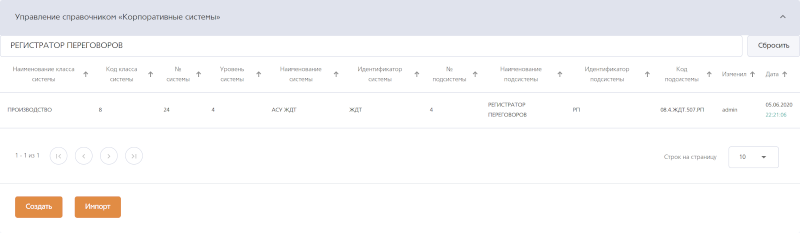 Управление справочником «Корпоративные системы»
РЕГИСТРАТОР ПЕРЕГОВОРОВ Сбросить
Наименование класса системы Код класса системы № системы Уровень системы Наименование системы Идентификатор системы № подсистемы Наименование подсистемы Идентификатор подсистемы Код подсистемы Изменил Дата
ПРОИЗВОДСТВО 8 24 4 АСУ ЖДТ ЖДТ 4 РЕГИСТРАТОР ПЕРЕГОВОРОВ РП 08.4.ЖДТ.507.РП admin 05.06.2020 22:21:06
1 - 1 из 1 Строк на страницу 10
Создать Импорт